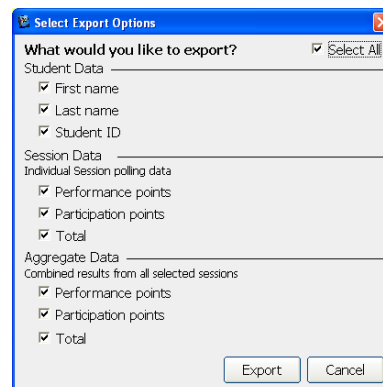 Select Export Options
What would you like to export? Select All
Student Data
First name
Last name
Student ID
Session Data
Individual Session polling data
Performance points
Participation points
Total
Aggregate Data
Combined results from all selected sessions
Performance points
Participation points
Total
Export Cancel